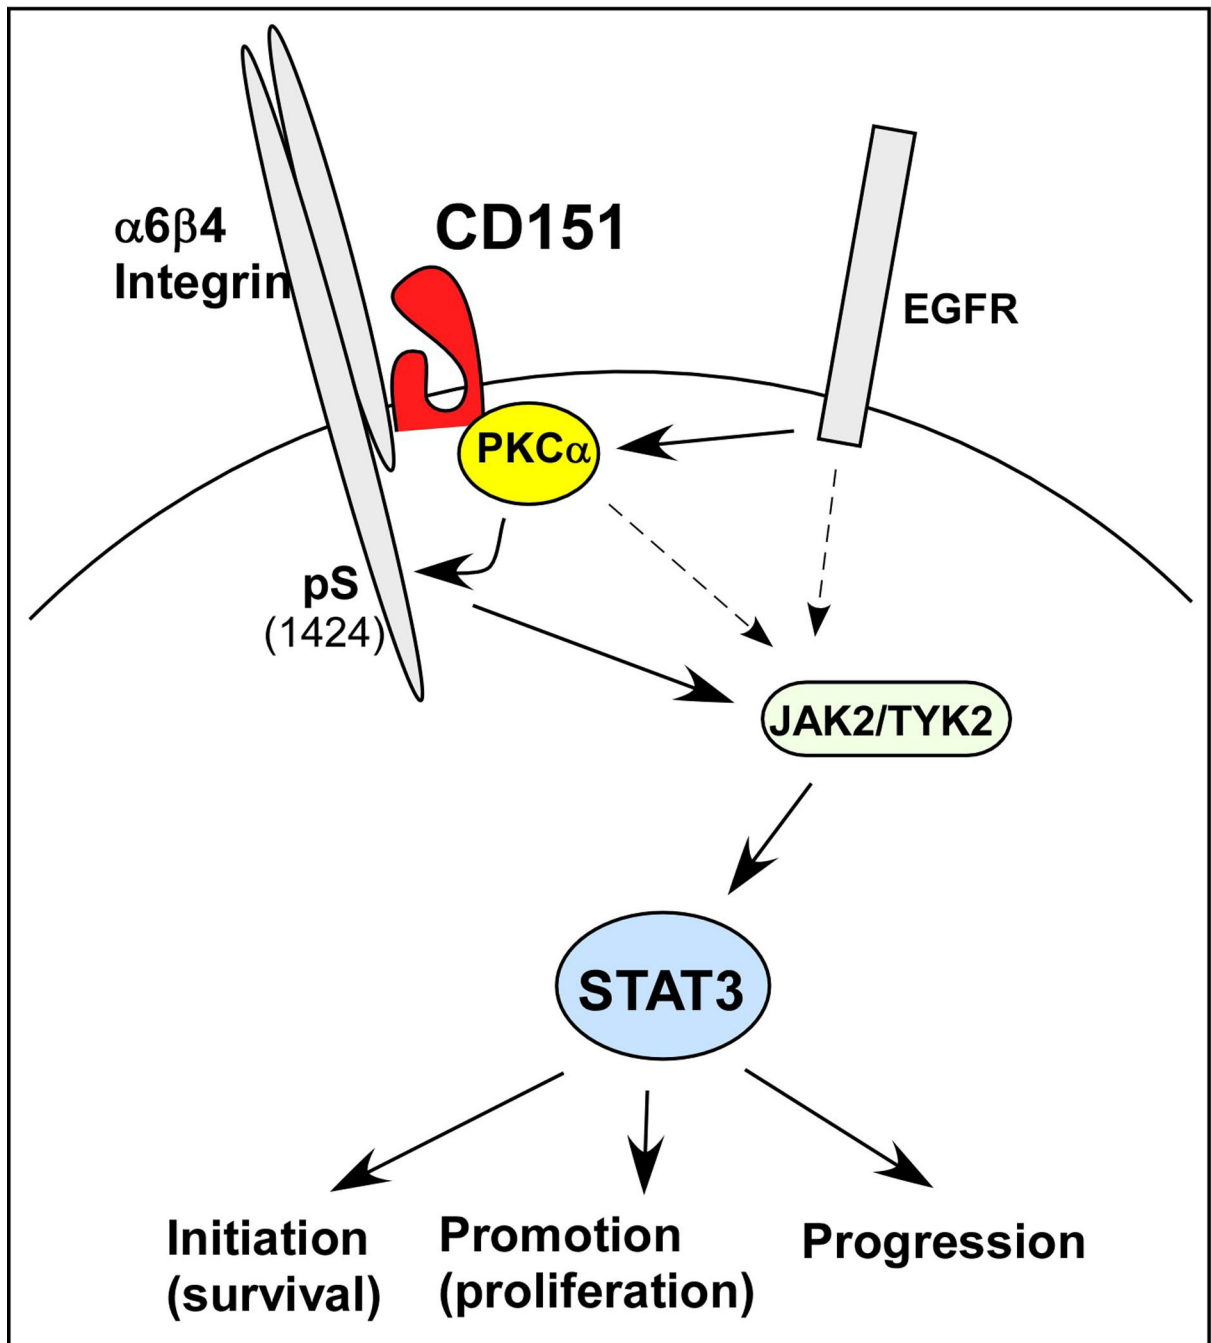 α6β4
Integrin
CD151
EGFR
PKCα
pS
(1424)
JAK2/TYK2
STAT3
Initiation
(survival)
Promotion
(proliferation)
Progression